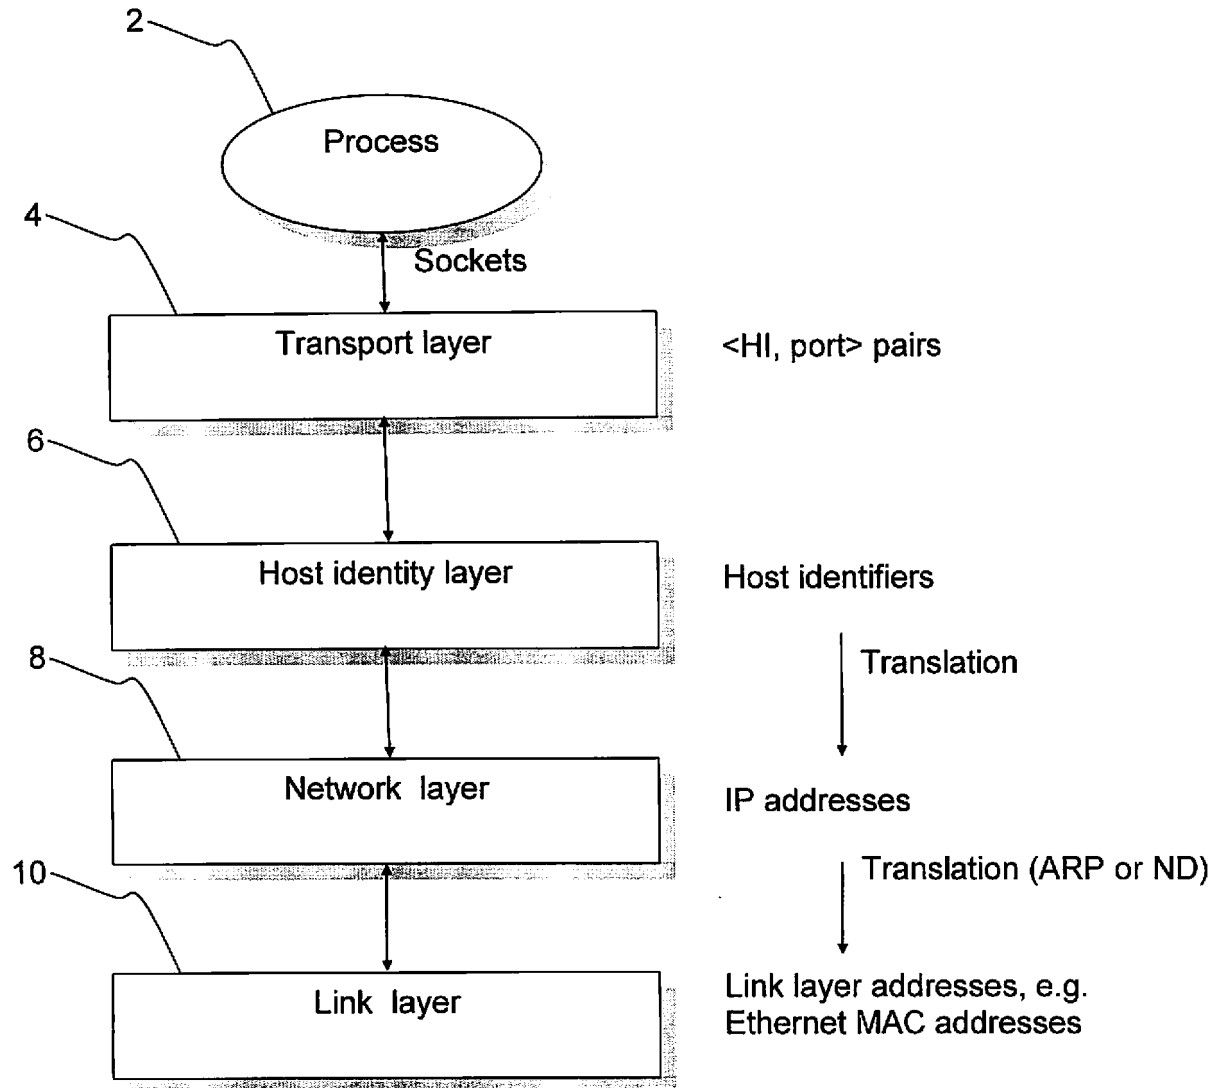 2
Process
4
Sockets
Transport layer
<HI, port> pairs
6
Host identity layer
Host identifiers
8
Translation
Network layer
IP addresses
10
Translation (ARP or ND)
Link layer
Link layer addresses, e.g.
Ethernet MAC addresses